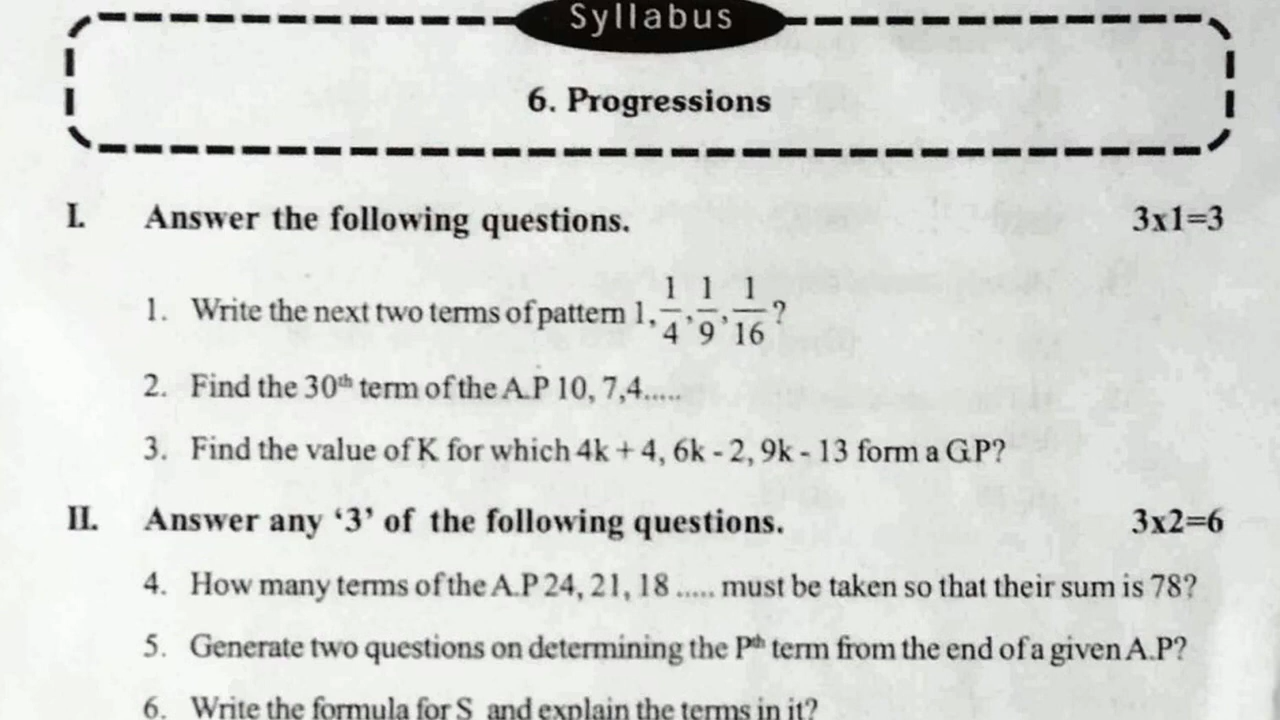 Syllabus
6. Progressions
I. Answer the following questions. 3x1=3
1. Write the next two terms of pattern 1, 1/4, 1/9, 1/16 ?
2. Find the 30th term of the A.P 10, 7,4.....
3. Find the value of K for which 4k + 4, 6k - 2, 9k - 13 form a G.P?
II. Answer any ‘3’ of the following questions. 3x2=6
4. How many terms of the A.P 24, 21, 18 ..... must be taken so that their sum is 78?
5. Generate two questions on determining the Pth term from the end of a given A.P?
6. Write the formula for S and explain the terms in it?